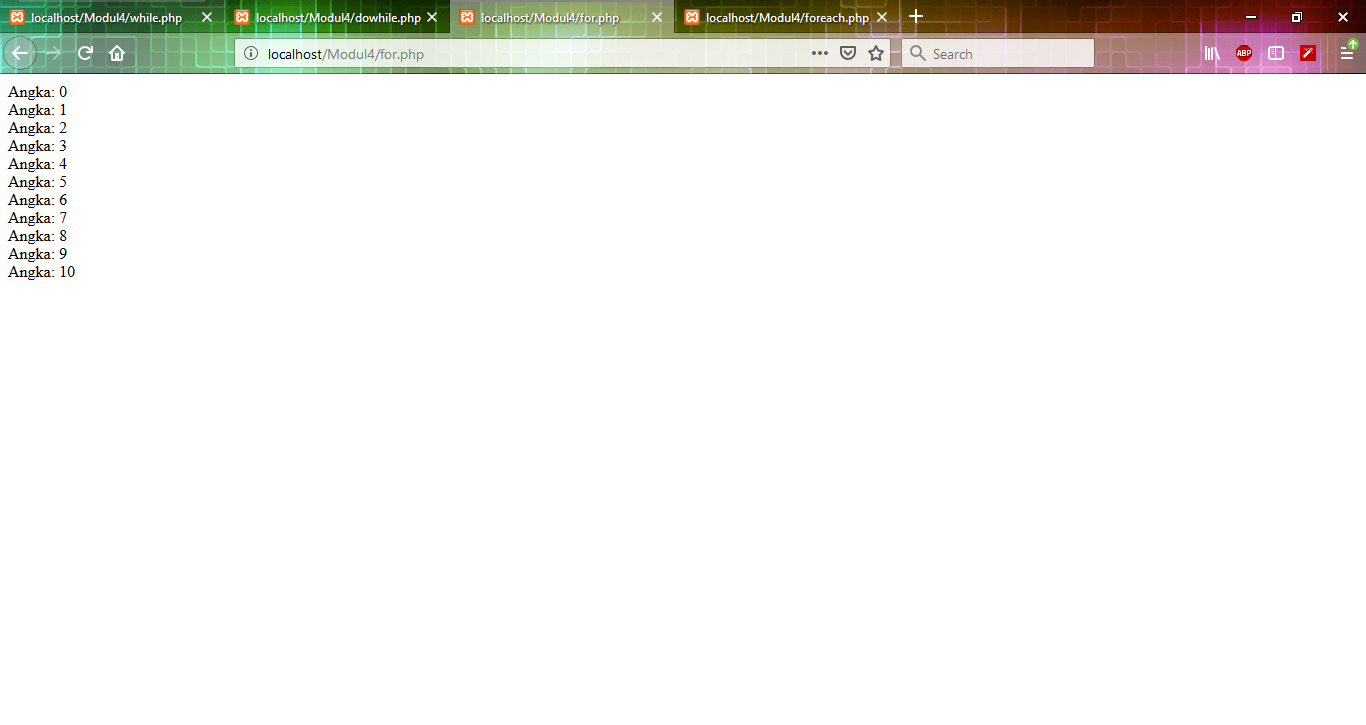 localhost/Modul4/while.php
localhost/Modul4/dowhile.php
localhost/Modul4/for.php
localhost/Modul4/foreach.php
localhost/Modul4/for.php
Search
ABP
Angka: 0
Angka: 1
Angka: 2
Angka: 3
Angka: 4
Angka: 5
Angka: 6
Angka: 7
Angka: 8
Angka: 9
Angka: 10